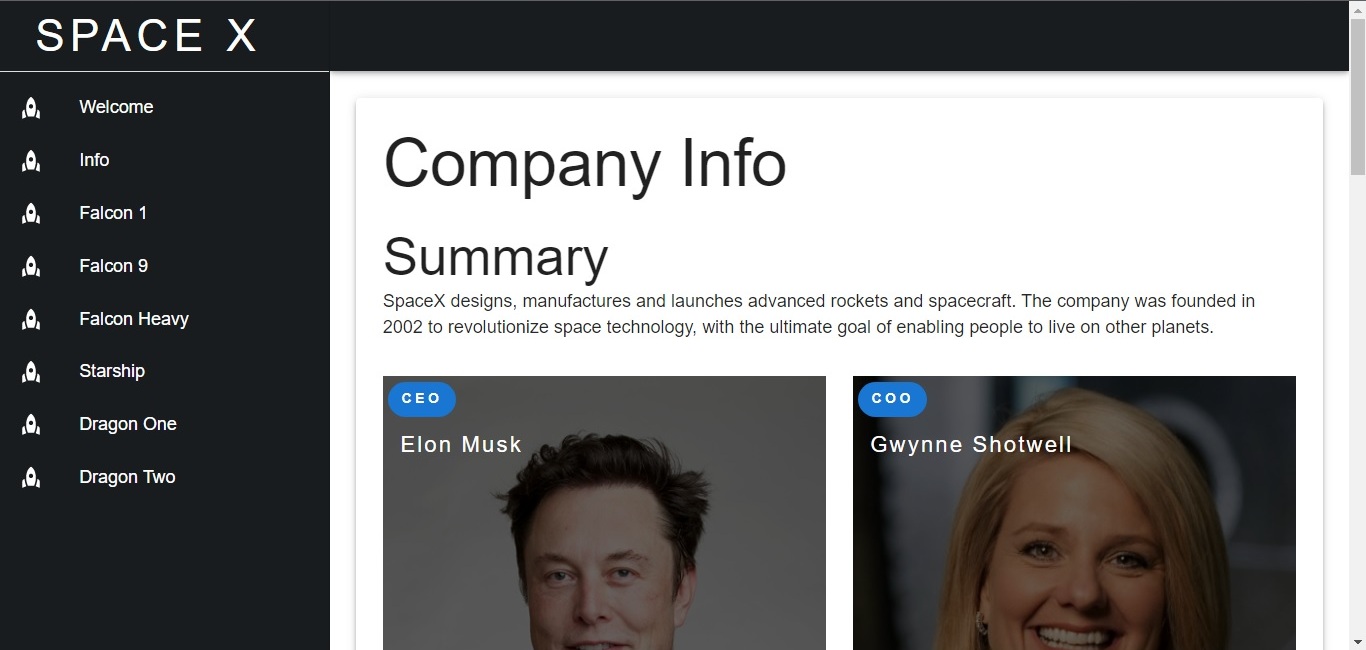 SPACE X
Welcome
Info
Falcon 1
Falcon 9
Falcon Heavy
Starship
Dragon One
Dragon Two
Company Info
Summary
SpaceX designs, manufactures and launches advanced rockets and spacecraft. The company was founded in
2002 to revolutionize space technology, with the ultimate goal of enabling people to live on other planets.
CEO
Elon Musk
COO
Gwynne Shotwell